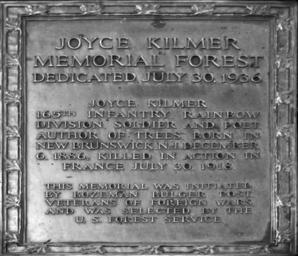 JOYCE KILMER
MEMORIAL FOREST
DEDICATED JULY 30, 1936
JOYCE KILMER
165TH INFANTRY, RAINBOW
DIVISION, SOLDIER AND POET
AUTHOR OF "TREES" BORN IN
NEW BRUNSWICK N.J. DECEMBER
6, 1886, KILLED IN ACTION IN
FRANCE JULY 30, 1918.
THIS MEMORIAL WAS INITIATED
BY BOZEMAN BULGER POST
VETERANS OF FOREIGN WARS,
AND WAS SELECTED BY THE
U. S. FOREST SERVICE